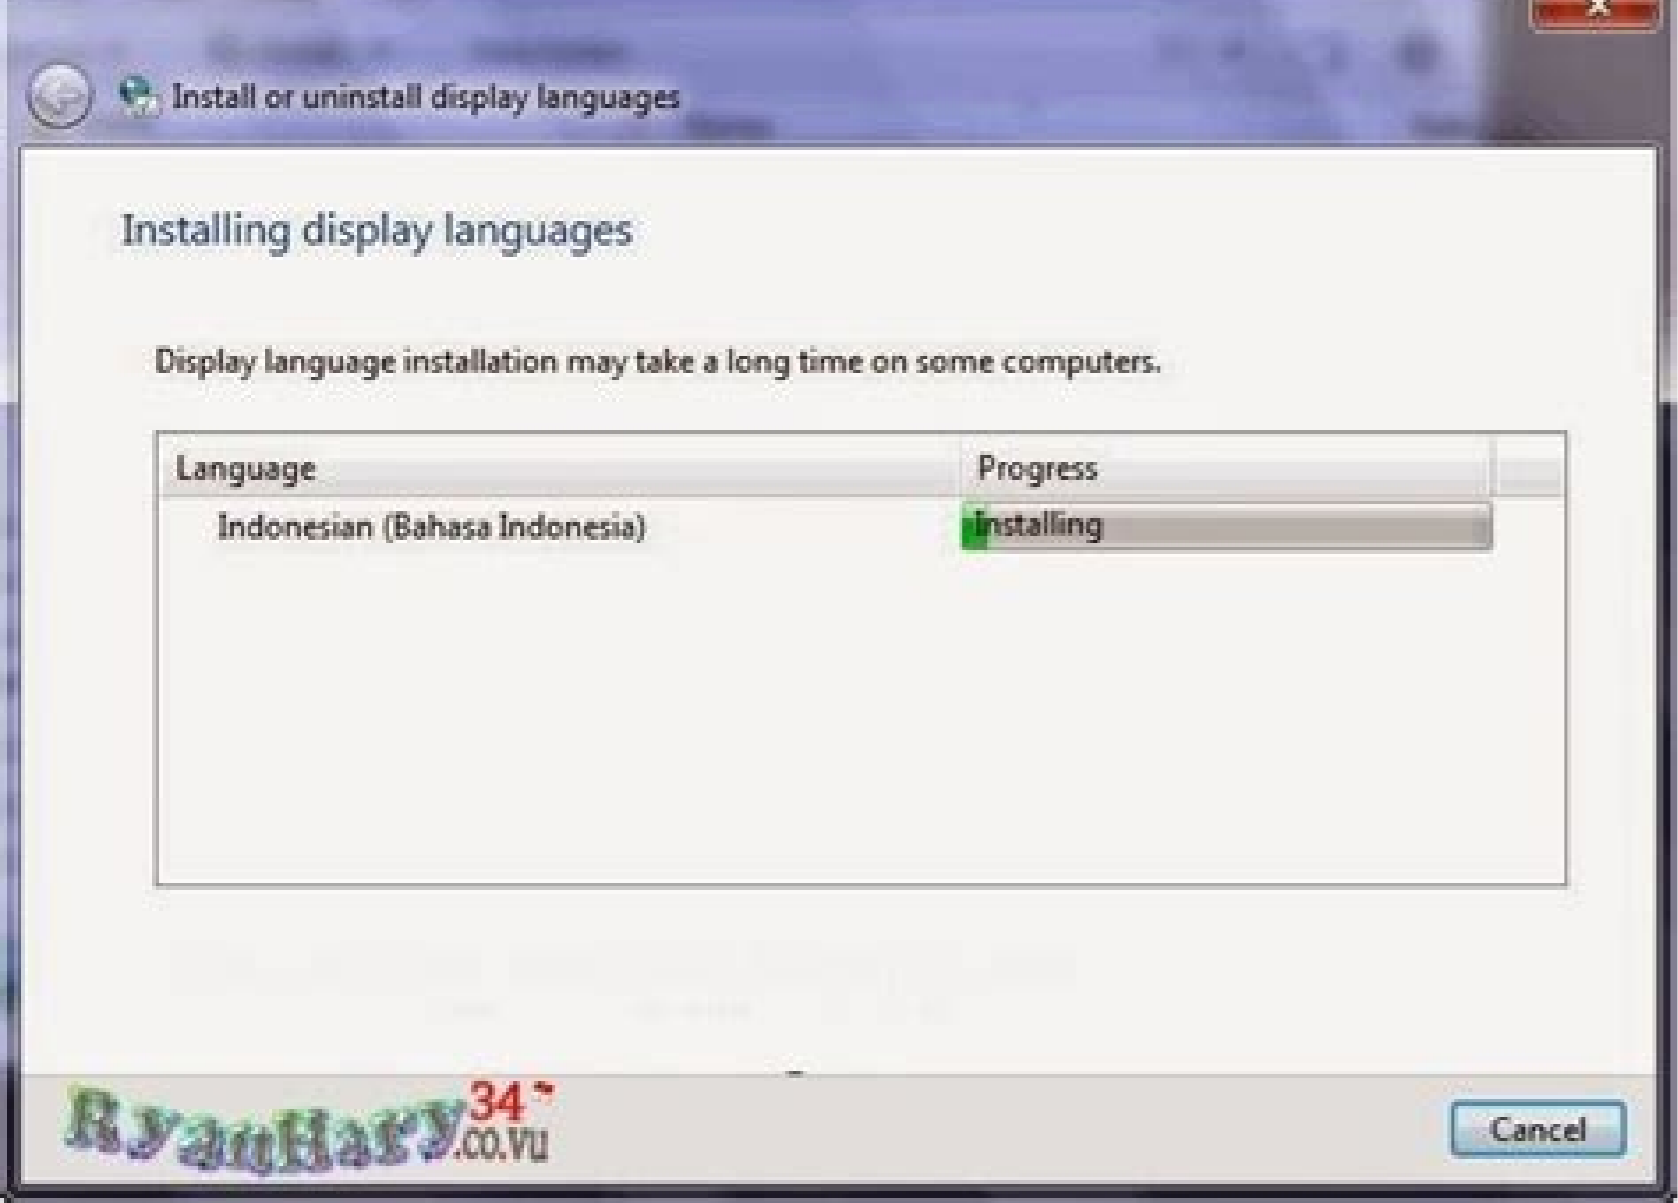 Install or uninstall display languages
Installing display languages
Display language installation may take a long time on some computers.
Language Progress
Indonesian (Bahasa Indonesia) Installing
RyanHary34
.co.vu
Cancel